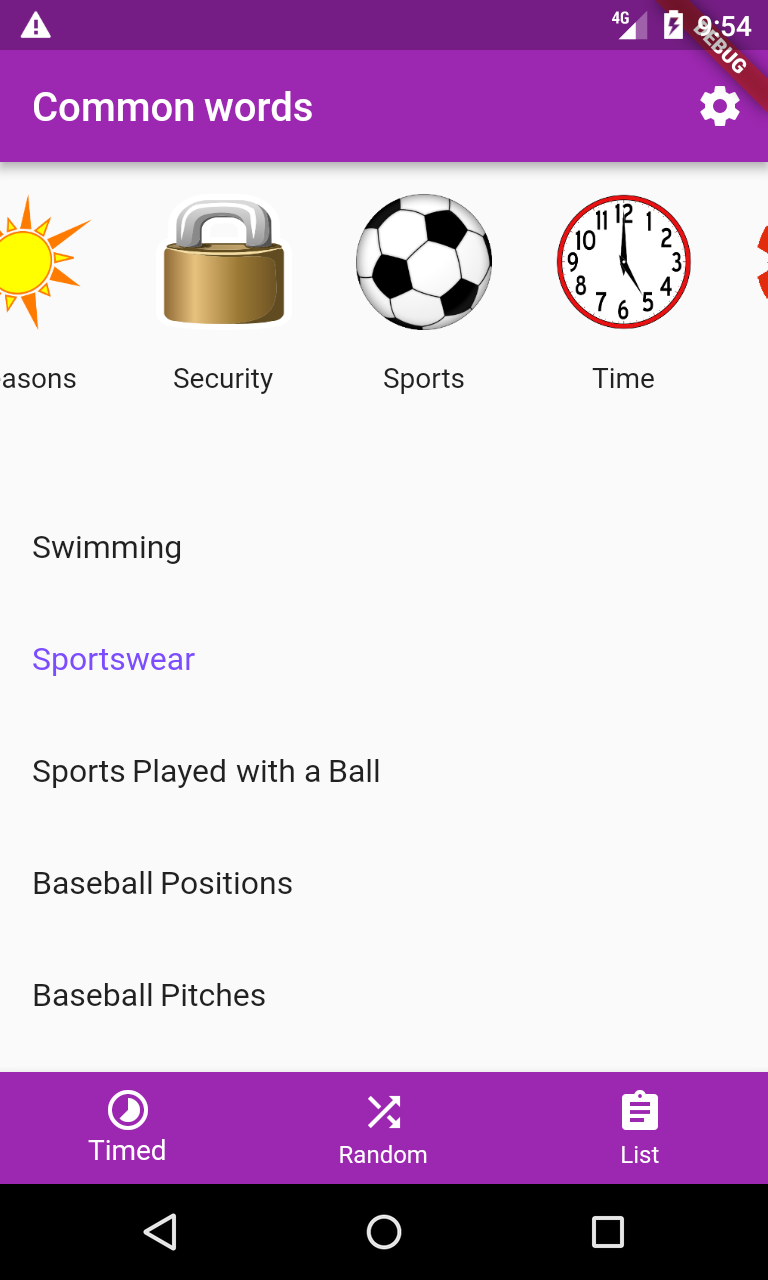 4G 9:54
DEBUG
Common words
12
11 1
10 2
9 3
8 4
7 5
6
easons Security Sports Time
Swimming
Sportswear
Sports Played with a Ball
Baseball Positions
Baseball Pitches
Timed Random List